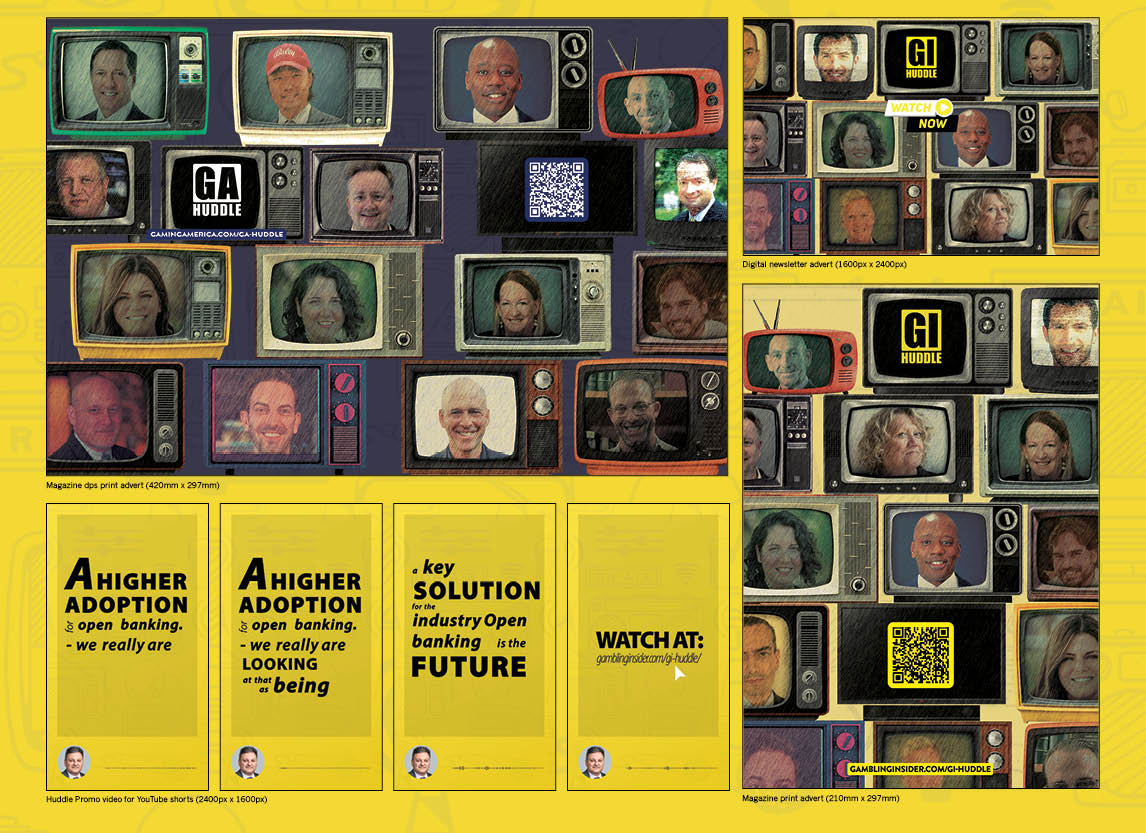 GA
HUDDLE
GAMINGAMERICA.COM/GA-HUDDLE
Magazine dps print advert (420mm x 297mm)
GI
HUDDLE
WATCH
NOW
Digital newsletter advert (1600px x 2400px)
GI
HUDDLE
GAMBLINGINSIDER.COM/GI-HUDDLE
Magazine print advert (210mm x 297mm)
A HIGHER
ADOPTION
for open banking.
- we really are
A HIGHER
ADOPTION
for open banking.
- we really are
LOOKING
at that
as being
a key
SOLUTION
for the
industry Open
banking is the
FUTURE
WATCH AT:
gamblinginsider.com/gi-huddle/
Huddle Promo video for YouTube shorts (2400px x 1600px)